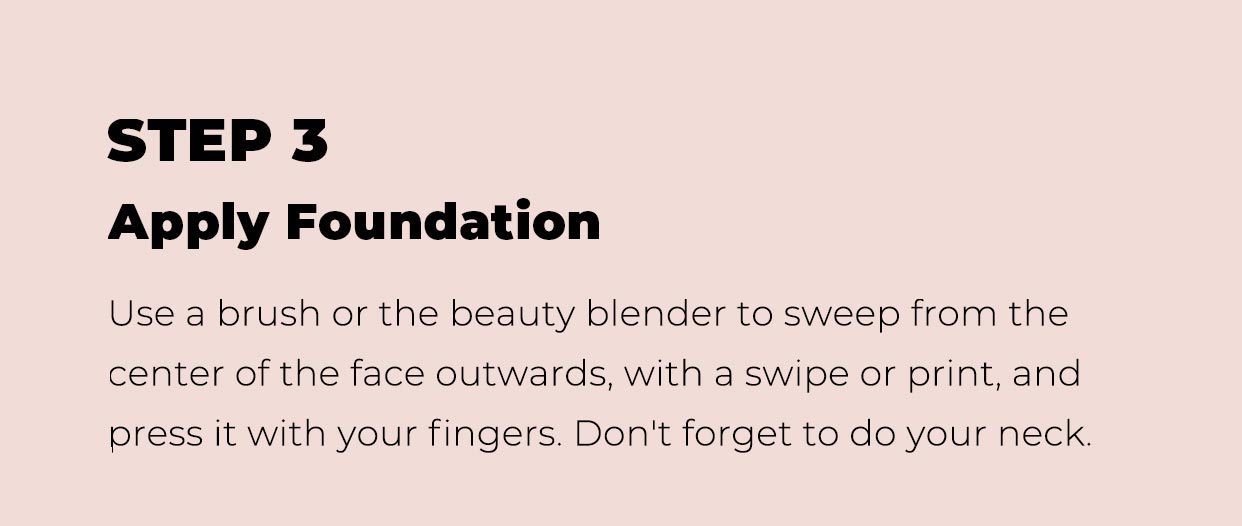 STEP 3
Apply Foundation
Use a brush or the beauty blender to sweep from the
center of the face outwards, with a swipe or print, and
press it with your fingers. Don't forget to do your neck.